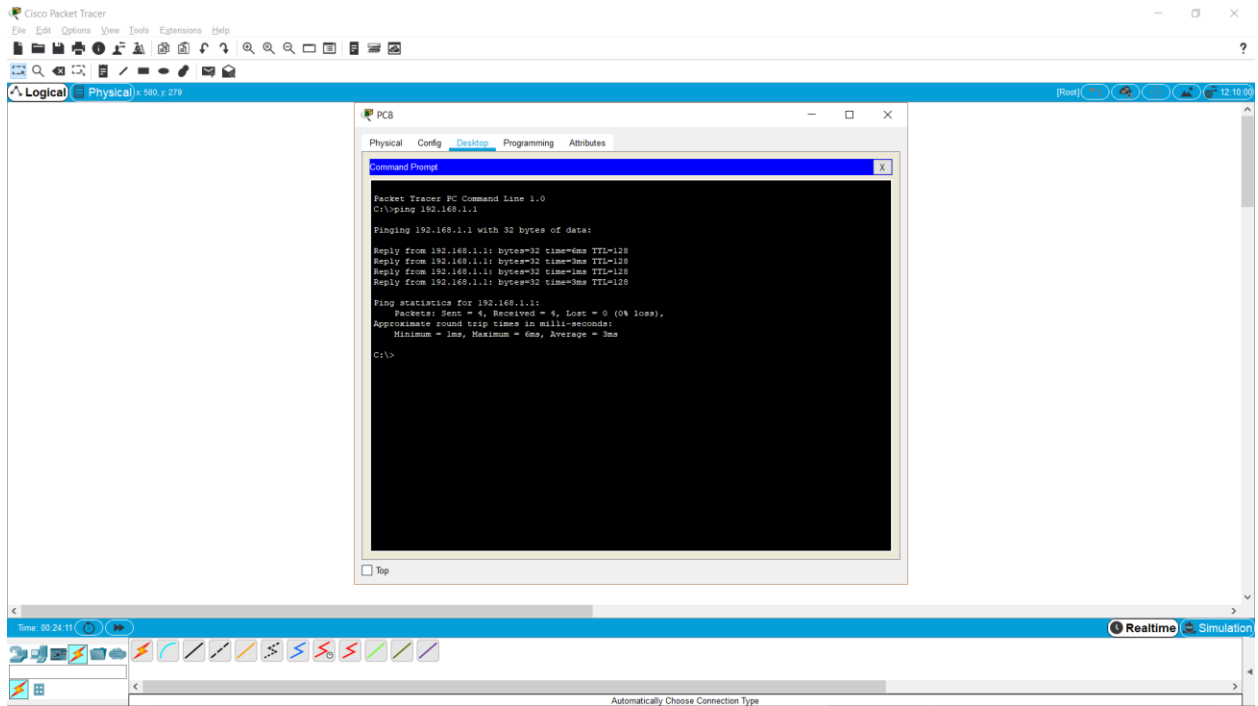 Cisco Packet Tracer
File Edit Options View Tools Extensions Help
?
Logical Physical x: 580, y: 279 [Root] 12:10:00
PC8
Physical Config Desktop Programming Attributes
Command Prompt X
Packet Tracer PC Command Line 1.0
C:\>ping 192.168.1.1
Pinging 192.168.1.1 with 32 bytes of data:
Reply from 192.168.1.1: bytes=32 time=6ms TTL=128
Reply from 192.168.1.1: bytes=32 time=3ms TTL=128
Reply from 192.168.1.1: bytes=32 time=1ms TTL=128
Reply from 192.168.1.1: bytes=32 time=3ms TTL=128
Ping statistics for 192.168.1.1:
Packets: Sent = 4, Received = 4, Lost = 0 (0% loss),
Approximate round trip times in milli-seconds:
Minimum = 1ms, Maximum = 6ms, Average = 3ms
C:\>
Top
Time: 00:24:11 Realtime Simulation
Automatically Choose Connection Type